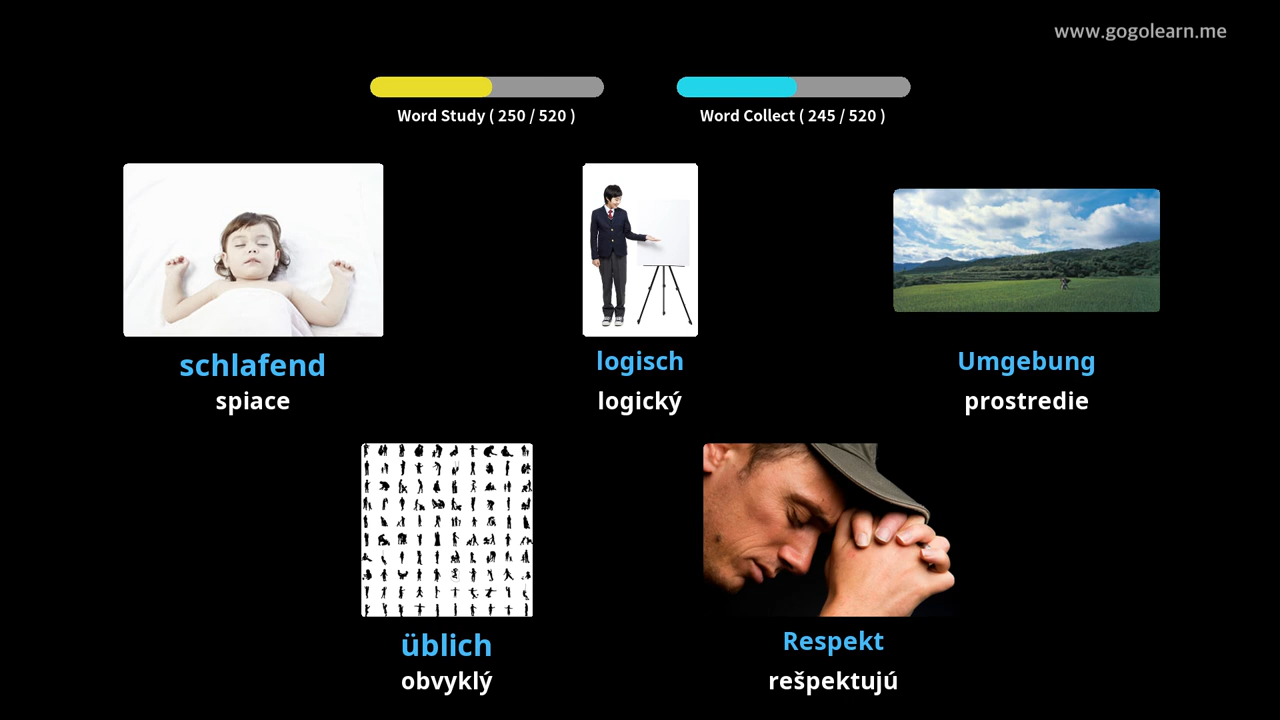 www.gogolearn.me
Word Study ( 250 / 520 )
Word Collect ( 245 / 520 )
schlafend
spiace
logisch
logický
Umgebung
prostredie
üblich
obvyklý
Respekt
rešpektujú